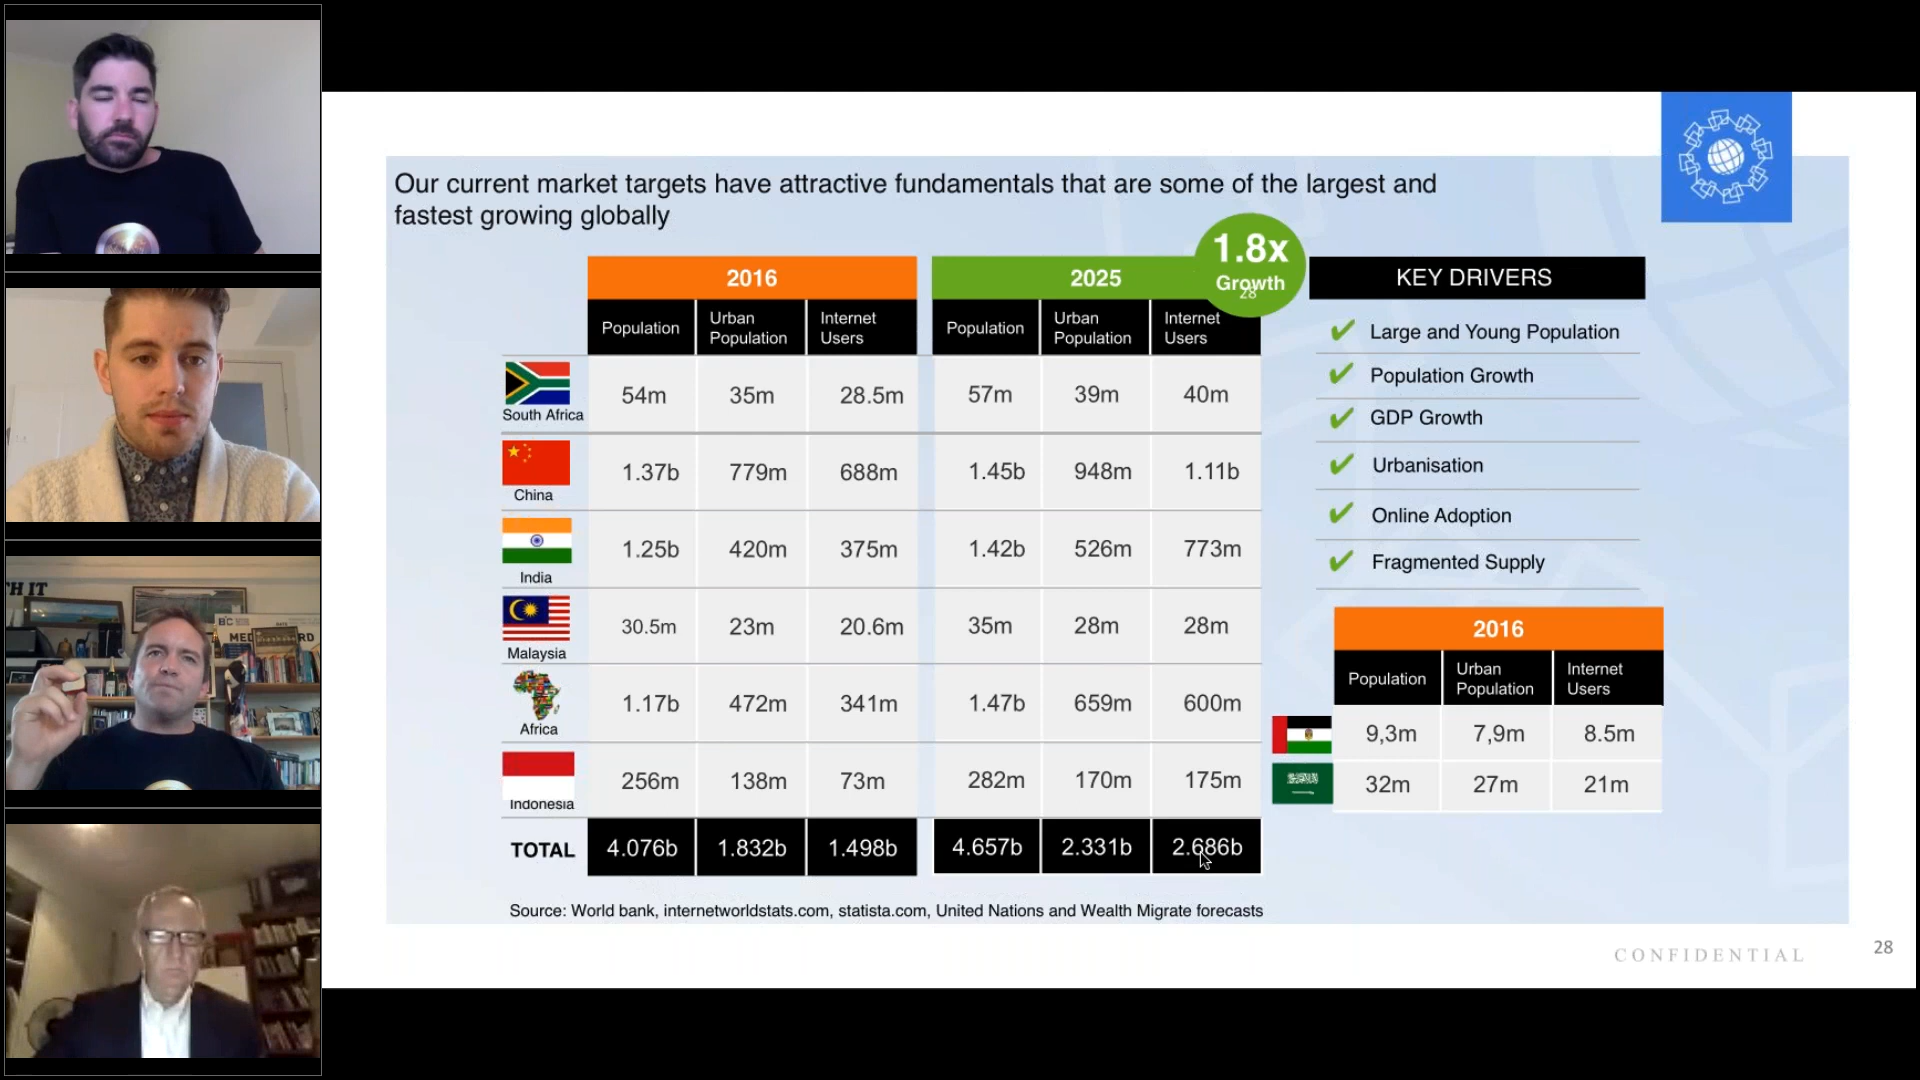 Our current market targets have attractive fundamentals that are some of the largest and
fastest growing globally
1.8x
Growth
28
2016
2025
KEY DRIVERS
Population
Urban
Population
Internet
Users
Population
Urban
Population
Internet
Users
South Africa
54m 35m 28.5m 57m 39m 40m
China
1.37b 779m 688m 1.45b 948m 1.11b
India
1.25b 420m 375m 1.42b 526m 773m
Malaysia
30.5m 23m 20.6m 35m 28m 28m
Africa
1.17b 472m 341m 1.47b 659m 600m
Indonesia
256m 138m 73m 282m 170m 175m
TOTAL 4.076b 1.832b 1.498b 4.657b 2.331b 2.686b
Large and Young Population
Population Growth
GDP Growth
Urbanisation
Online Adoption
Fragmented Supply
2016
Population
Urban
Population
Internet
Users
9,3m 7,9m 8.5m
32m 27m 21m
Source: World bank, internetworldstats.com, statista.com, United Nations and Wealth Migrate forecasts
CONFIDENTIAL
28
TH IT